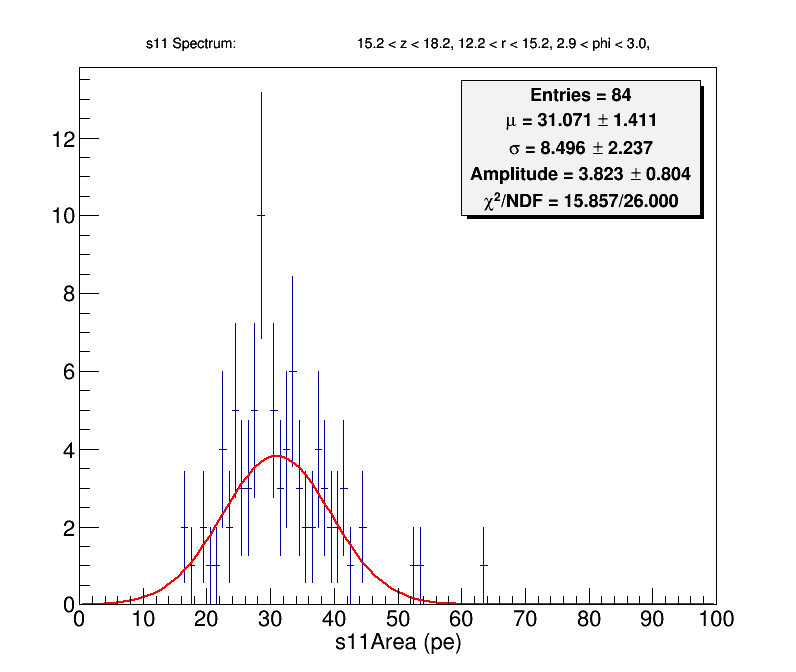 s11 Spectrum: 15.2 < z < 18.2, 12.2 < r < 15.2, 2.9 < phi < 3.0,
Entries = 84
μ = 31.071 ± 1.411
σ = 8.496 ± 2.237
Amplitude = 3.823 ± 0.804
χ²/NDF = 15.857/26.000
12
10
8
6
4
2
0
0 10 20 30 40 50 60 70 80 90 100
s11Area (pe)